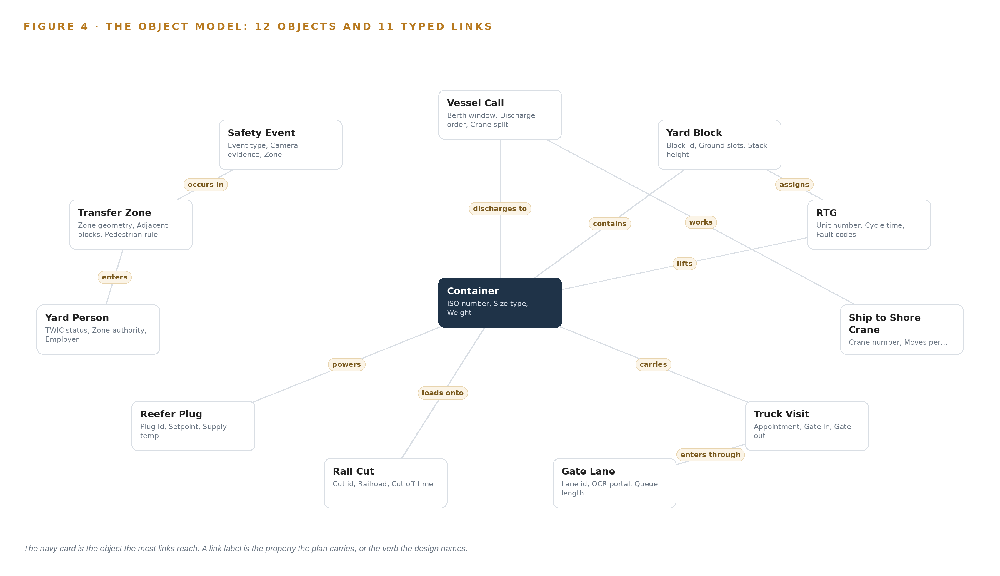 FIGURE 4 · THE OBJECT MODEL: 12 OBJECTS AND 11 TYPED LINKS
Vessel Call
Berth window, Discharge
order, Crane split
Safety Event
Event type, Camera
evidence, Zone
Yard Block
Block id, Ground slots, Stack
height
occurs in
assigns
discharges to
contains
works
Transfer Zone
Zone geometry, Adjacent
blocks, Pedestrian rule
RTG
Unit number, Cycle time,
Fault codes
lifts
enters
Container
ISO number, Size type,
Weight
Yard Person
TWIC status, Zone authority,
Employer
Ship to Shore
Crane
Crane number, Moves per…
powers
carries
loads onto
Reefer Plug
Plug id, Setpoint, Supply
temp
Truck Visit
Appointment, Gate in, Gate
out
enters through
Rail Cut
Cut id, Railroad, Cut off time
Gate Lane
Lane id, OCR portal, Queue
length
The navy card is the object the most links reach. A link label is the property the plan carries, or the verb the design names.